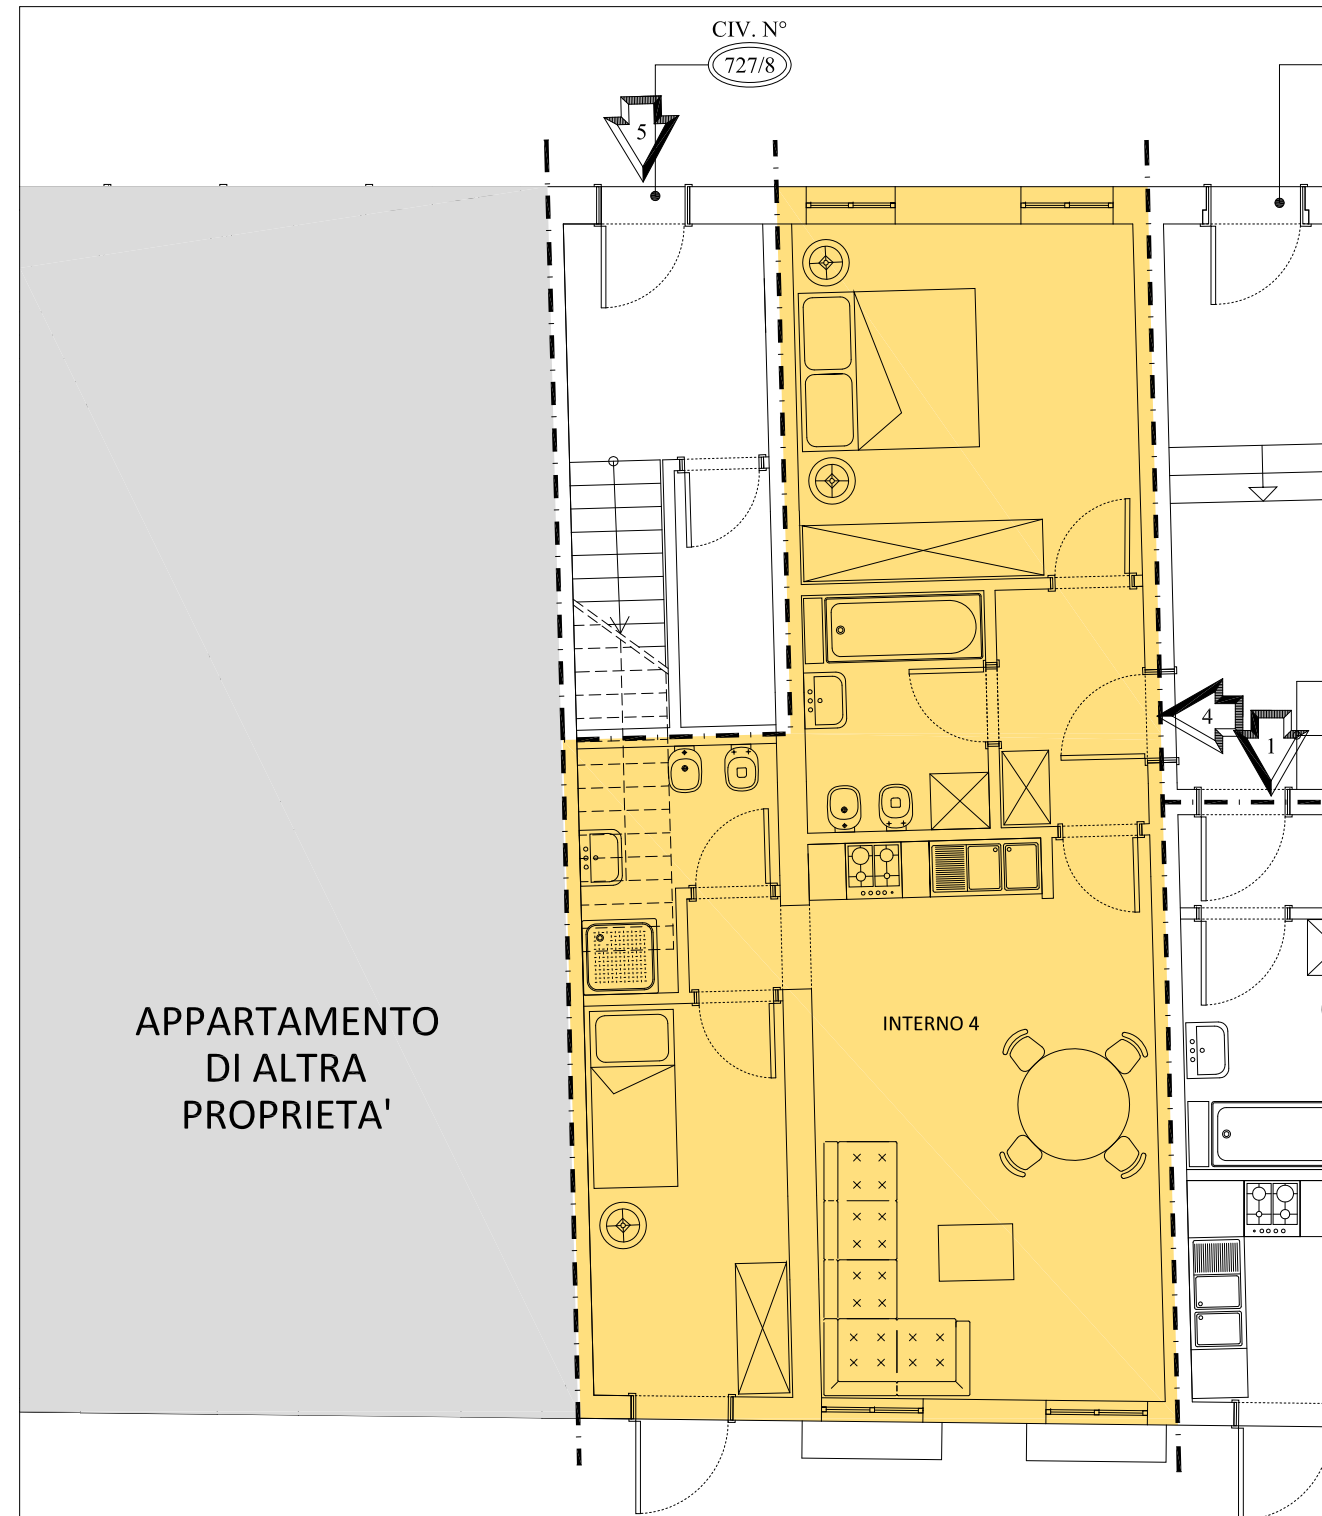 CIV. N°
727/8
5
4
1
INTERNO 4
APPARTAMENTO
DI ALTRA
PROPRIETA'